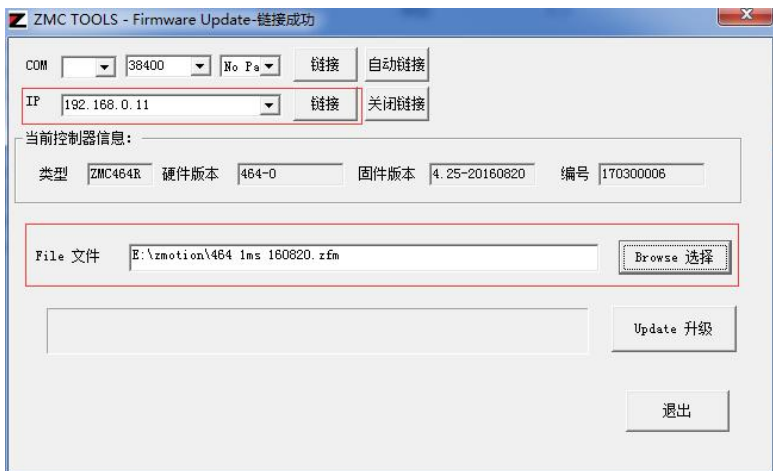 ZMC TOOLS - Firmware Update-链接成功
COM 38400 No Pa 链接 自动链接
IP 192.168.0.11 链接 关闭链接
当前控制器信息:
类型 ZMC464R 硬件版本 464-0 固件版本 4.25-20160820 编号 170300006
File 文件 E:\zmotion\464 1ms 160820.zfm Browse 选择
Update 升级
退出